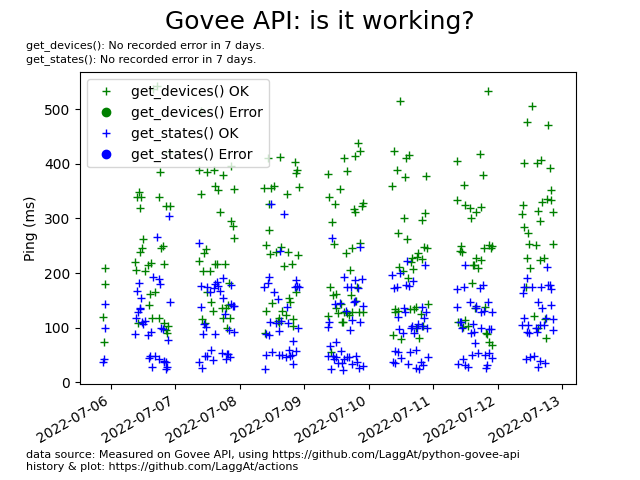 Govee API: is it working?
get_devices(): No recorded error in 7 days.
get_states(): No recorded error in 7 days.
get_devices() OK
get_devices() Error
get_states() OK
get_states() Error
Ping (ms)
500
400
300
200
100
0
2022-07-06
2022-07-07
2022-07-08
2022-07-09
2022-07-10
2022-07-11
2022-07-12
2022-07-13
data source: Measured on Govee API, using https://github.com/LaggAt/python-govee-api
history & plot: https://github.com/LaggAt/actions